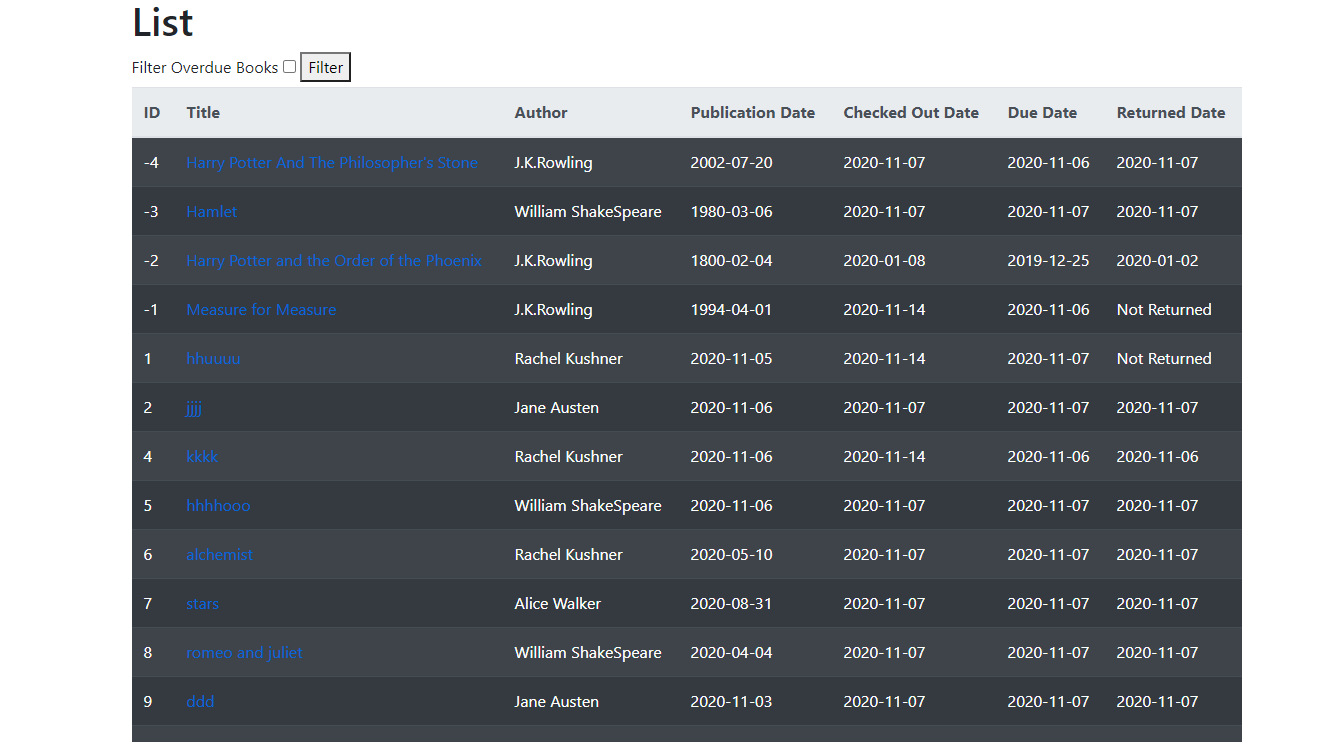 List
Filter Overdue Books Filter
ID Title Author Publication Date Checked Out Date Due Date Returned Date
-4 Harry Potter And The Philosopher's Stone J.K.Rowling 2002-07-20 2020-11-07 2020-11-06 2020-11-07
-3 Hamlet William ShakeSpeare 1980-03-06 2020-11-07 2020-11-07 2020-11-07
-2 Harry Potter and the Order of the Phoenix J.K.Rowling 1800-02-04 2020-01-08 2019-12-25 2020-01-02
-1 Measure for Measure J.K.Rowling 1994-04-01 2020-11-14 2020-11-06 Not Returned
1 hhuuuu Rachel Kushner 2020-11-05 2020-11-14 2020-11-07 Not Returned
2 jjjj Jane Austen 2020-11-06 2020-11-07 2020-11-07 2020-11-07
4 kkkk Rachel Kushner 2020-11-06 2020-11-14 2020-11-06 2020-11-06
5 hhhhooo William ShakeSpeare 2020-11-06 2020-11-07 2020-11-07 2020-11-07
6 alchemist Rachel Kushner 2020-05-10 2020-11-07 2020-11-07 2020-11-07
7 stars Alice Walker 2020-08-31 2020-11-07 2020-11-07 2020-11-07
8 romeo and juliet William ShakeSpeare 2020-04-04 2020-11-07 2020-11-07 2020-11-07
9 ddd Jane Austen 2020-11-03 2020-11-07 2020-11-07 2020-11-07